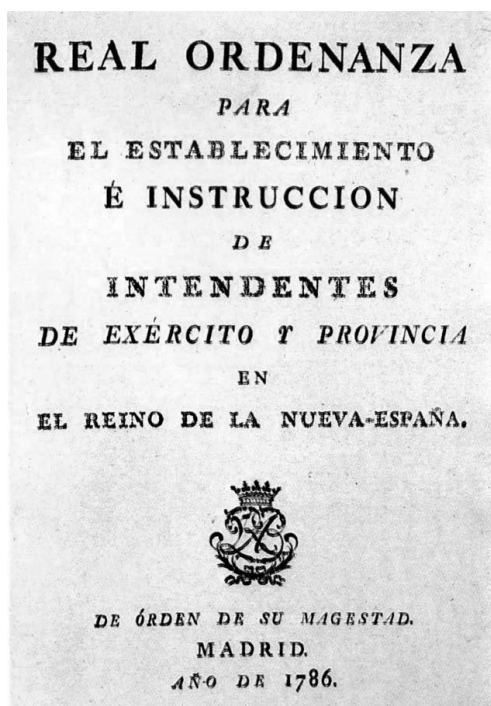 REAL ORDENANZA
PARA
EL ESTABLECIMIENTO
É INSTRUCCION
DE
INTENDENTES
DE EXÉRCITO Y PROVINCIA
EN
EL REINO DE LA NUEVA-ESPAÑA.
DE ÓRDEN DE SU MAGESTAD.
MADRID.
AÑO DE 1786.